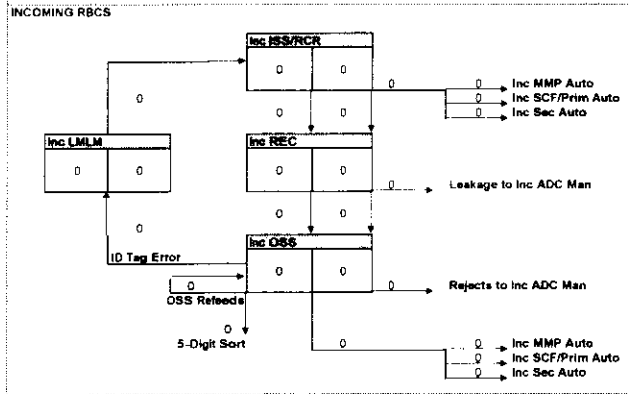 INCOMING RBCS
Inc ISS/RCR
0 0
0 0 Inc MMP Auto
0 Inc SCF/Prim Auto
0 Inc Sec Auto
0
0 0
Inc LMLM
0 0
Inc REC
0 0
0 Leakage to Inc ADC Man
0 0
0
ID Tag Error
Inc OSS
0 0
0
OSS Refeeds
0 Rejects to Inc ADC Man
0
5-Digit Sort
0 0 Inc MMP Auto
0 Inc SCF/Prim Auto
0 Inc Sec Auto